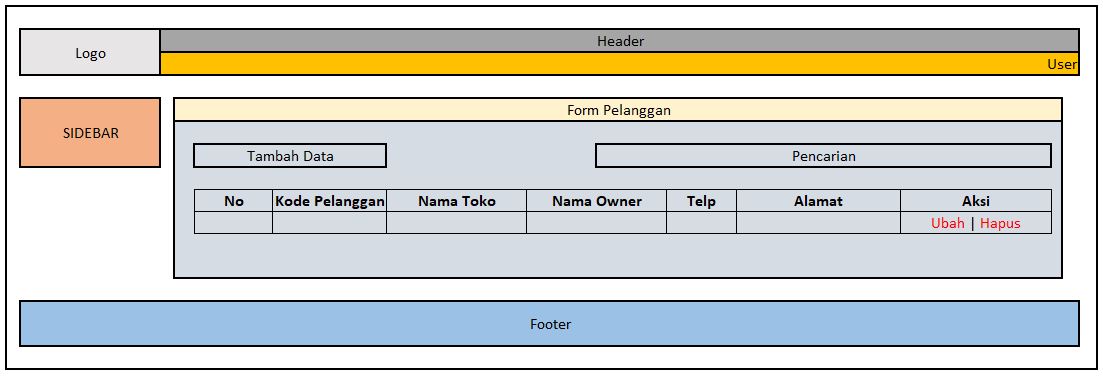 Logo
Header
User
SIDEBAR
Form Pelanggan
Tambah Data
Pencarian
No Kode Pelanggan Nama Toko Nama Owner Telp Alamat Aksi
Ubah | Hapus
Footer